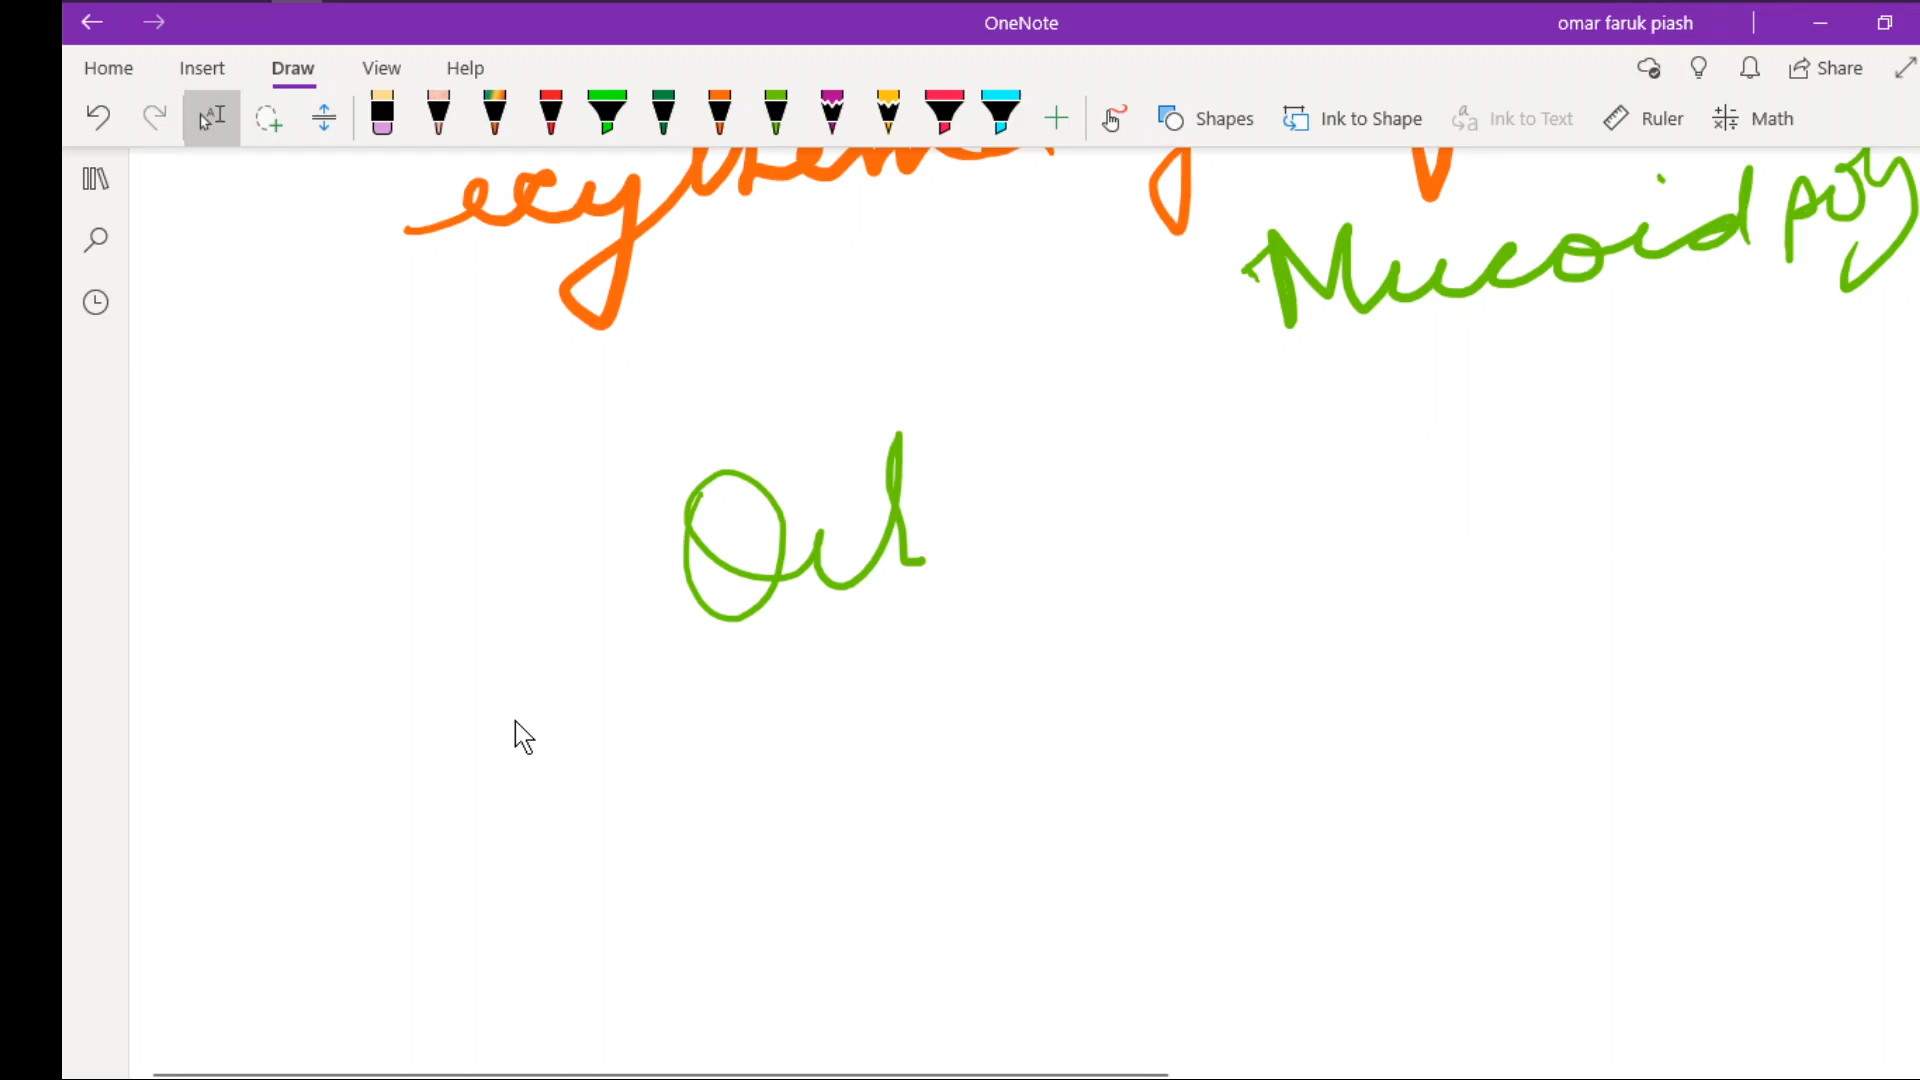 OneNote
omar faruk piash
Home Insert Draw View Help Share
Shapes Ink to Shape Ink to Text Ruler Math
Mucoid poly